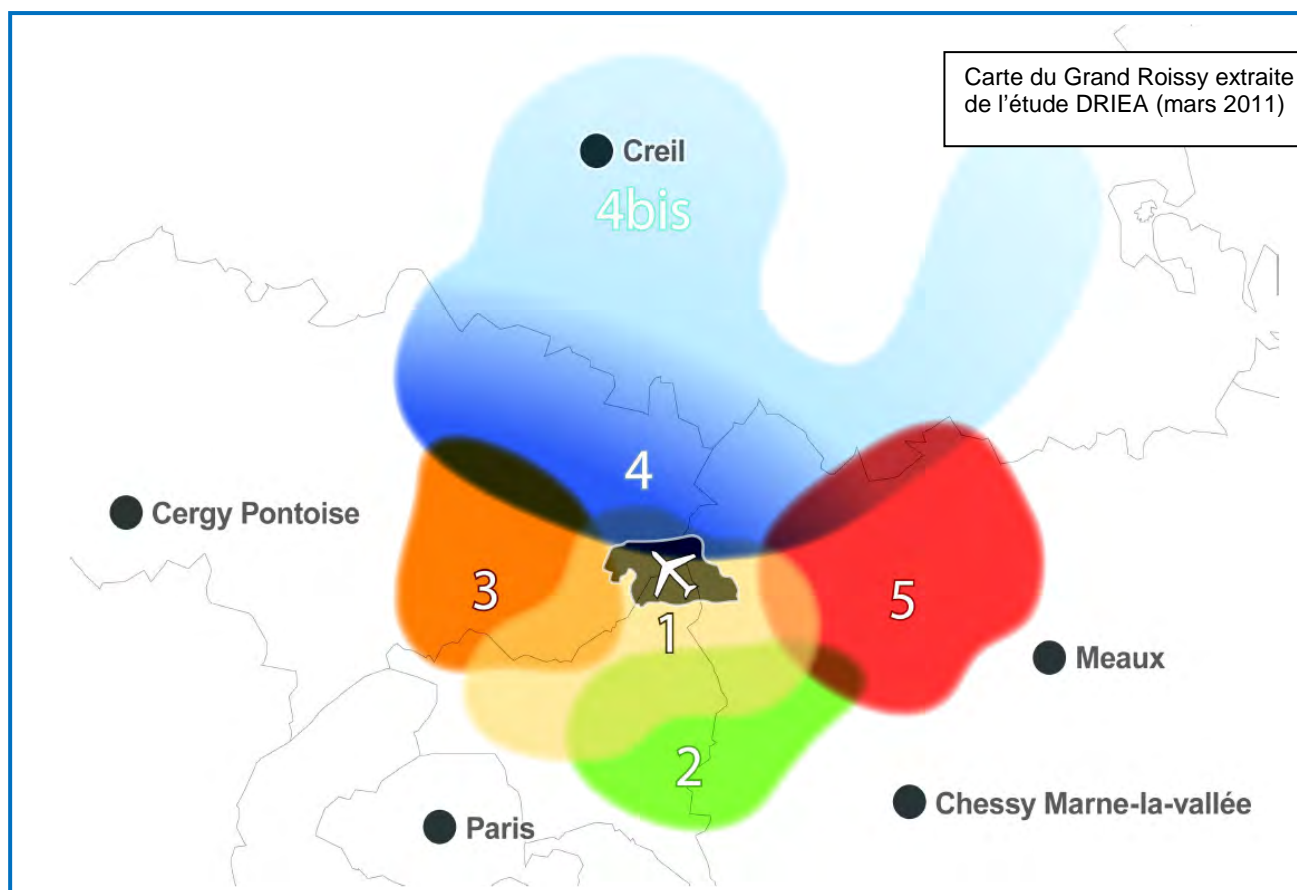 Carte du Grand Roissy extraite
de l'étude DRIEA (mars 2011)
Creil
4bis
4
Cergy Pontoise
3
5
1
Meaux
2
Chessy Marne-la-vallée
Paris